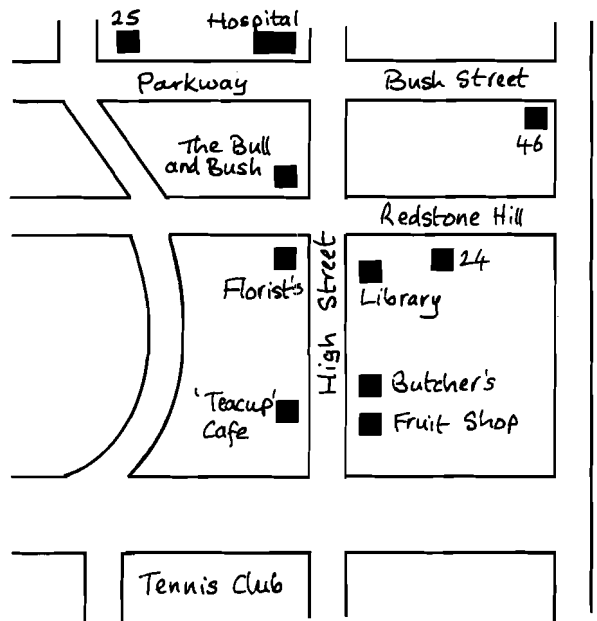 25
Hospital
Parkway
Bush Street
The Bull
and Bush
46
Redstone Hill
Florist's
High Street
Library
24
Butcher's
'Teacup'
Cafe
Fruit Shop
Tennis Club